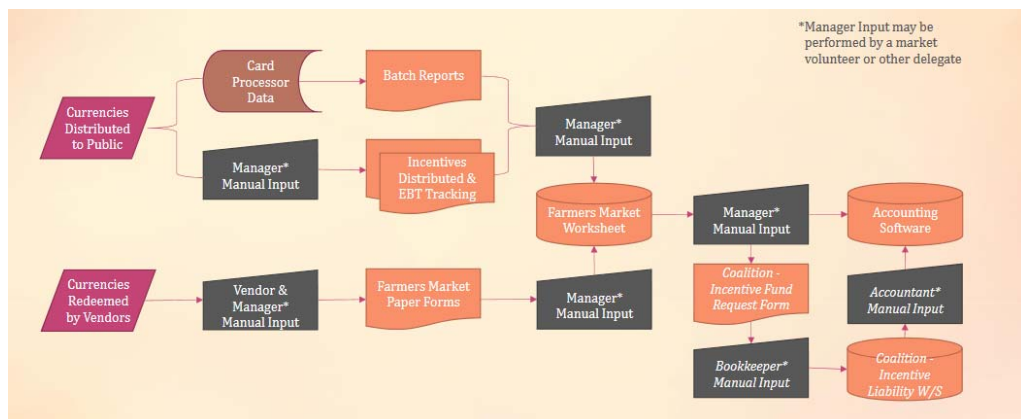 *Manager Input may be
performed by a market
volunteer or other delegate
Card
Processor
Data
Batch Reports
Currencies
Distributed
to Public
Manager*
Manual Input
Manager*
Manual Input
Incentives
Distributed &
EBT Tracking
Farmers Market
Worksheet
Manager*
Manual Input
Accounting
Software
Currencies
Redeemed
by Vendors
Vendor &
Manager*
Manual Input
Farmers Market
Paper Forms
Manager*
Manual Input
Coalition -
Incentive Fund
Request Form
Accountant*
Manual Input
Bookkeeper*
Manual Input
Coalition -
Incentive
Liability W/S